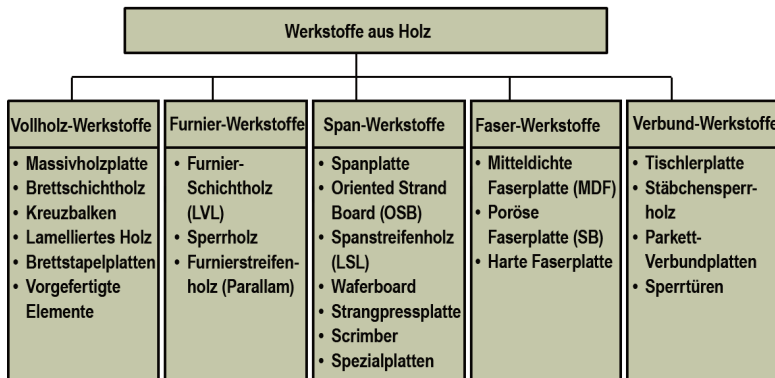 Werkstoffe aus Holz
Vollholz-Werkstoffe
• Massivholzplatte
• Brettschichtholz
• Kreuzbalken
• Lamelliertes Holz
• Brettstapelplatten
• Vorgefertigte
Elemente
Furnier-Werkstoffe
• Furnier-
Schichtholz
(LVL)
• Sperrholz
• Furnierstreifen-
holz (Parallam)
Span-Werkstoffe
• Spanplatte
• Oriented Strand
Board (OSB)
• Spanstreifenholz
(LSL)
• Waferboard
• Strangpressplatte
• Scrimber
• Spezialplatten
Faser-Werkstoffe
• Mitteldichte
Faserplatte (MDF)
• Poröse
Faserplatte (SB)
• Harte Faserplatte
Verbund-Werkstoffe
• Tischlerplatte
• Stäbchensperr-
holz
• Parkett-
Verbundplatten
• Sperrtüren